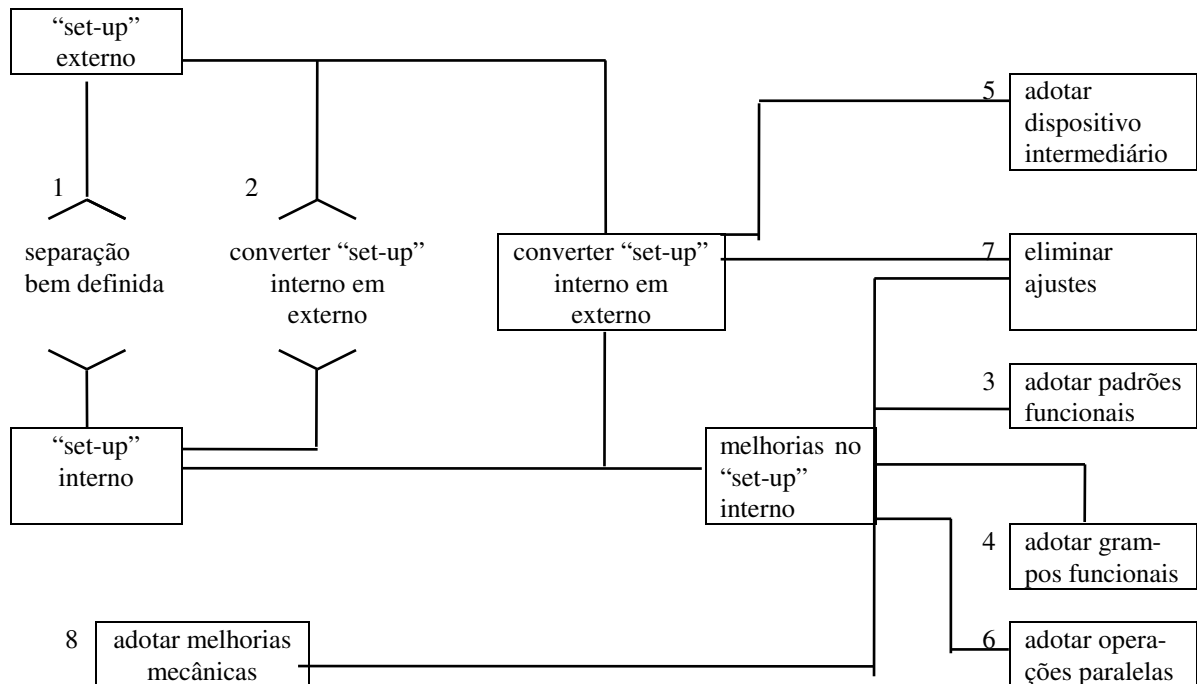 “set-up”
externo
1
separação
bem definida
2
converter “set-up”
interno em
externo
converter “set-up”
interno em
externo
5
adotar
dispositivo
intermediário
7
eliminar
ajustes
3
adotar padrões
funcionais
“set-up”
interno
melhorias no
“set-up”
interno
4
adotar gram-
pos funcionais
8
adotar melhorias
mecânicas
6
adotar opera-
ções paralelas